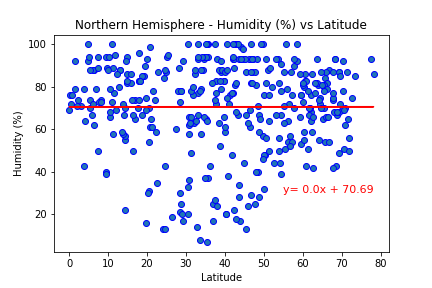 Northern Hemisphere - Humidity (%) vs Latitude
100
80
60
40
20
Humidity (%)
y= 0.0x + 70.69
0 10 20 30 40 50 60 70 80
Latitude